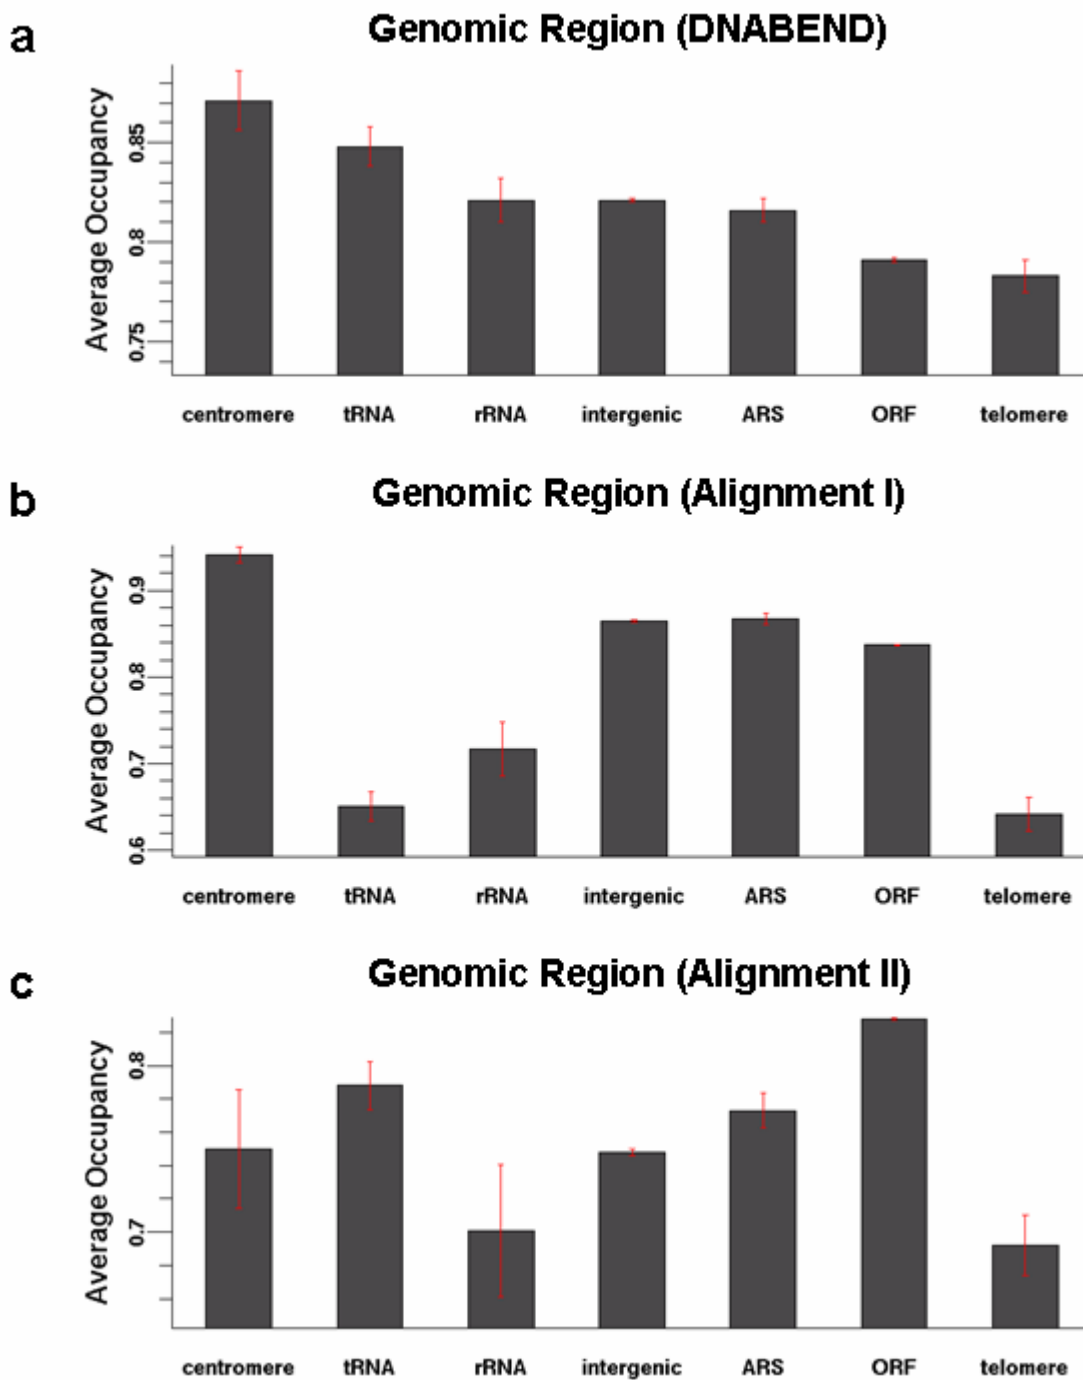 a
Genomic Region (DNABEND)
Average Occupancy
0.85
0.8
0.75
centromere tRNA rRNA intergenic ARS ORF telomere
b
Genomic Region (Alignment I)
Average Occupancy
0.9
0.8
0.7
0.6
centromere tRNA rRNA intergenic ARS ORF telomere
c
Genomic Region (Alignment II)
Average Occupancy
0.8
0.7
centromere tRNA rRNA intergenic ARS ORF telomere